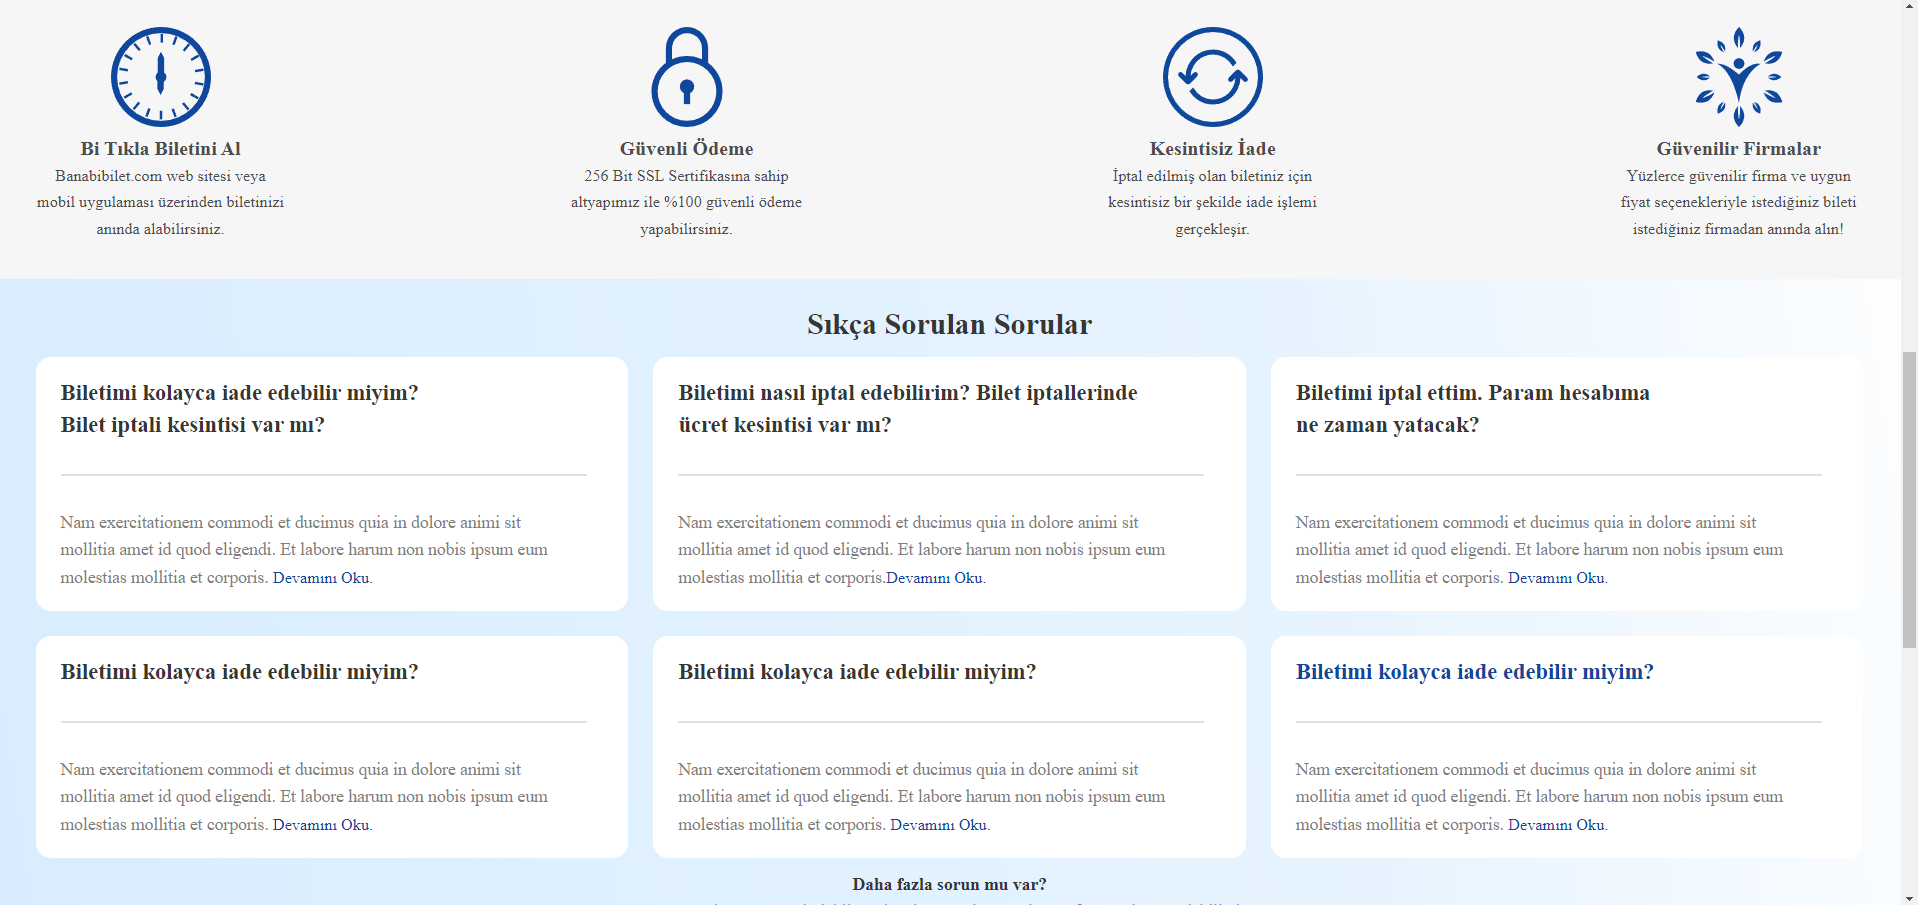 Bi Tıkla Biletini Al
Banabibilet.com web sitesi veya
mobil uygulaması üzerinden biletinizi
anında alabilirsiniz.
Güvenli Ödeme
256 Bit SSL Sertifikasına sahip
altyapımız ile %100 güvenli ödeme
yapabilirsiniz.
Kesintisiz İade
İptal edilmiş olan biletiniz için
kesintisiz bir şekilde iade işlemi
gerçekleşir.
Güvenilir Firmalar
Yüzlerce güvenilir firma ve uygun
fiyat seçenekleriyle istediğiniz bileti
istediğiniz firmadan anında alın!
Sıkça Sorulan Sorular
Biletimi kolayca iade edebilir miyim?
Bilet iptali kesintisi var mı?
Nam exercitationem commodi et ducimus quia in dolore animi sit
mollitia amet id quod eligendi. Et labore harum non nobis ipsum eum
molestias mollitia et corporis. Devamını Oku.
Biletimi nasıl iptal edebilirim? Bilet iptallerinde
ücret kesintisi var mı?
Nam exercitationem commodi et ducimus quia in dolore animi sit
mollitia amet id quod eligendi. Et labore harum non nobis ipsum eum
molestias mollitia et corporis.Devamını Oku.
Biletimi iptal ettim. Param hesabıma
ne zaman yatacak?
Nam exercitationem commodi et ducimus quia in dolore animi sit
mollitia amet id quod eligendi. Et labore harum non nobis ipsum eum
molestias mollitia et corporis. Devamını Oku.
Biletimi kolayca iade edebilir miyim?
Nam exercitationem commodi et ducimus quia in dolore animi sit
mollitia amet id quod eligendi. Et labore harum non nobis ipsum eum
molestias mollitia et corporis. Devamını Oku.
Biletimi kolayca iade edebilir miyim?
Nam exercitationem commodi et ducimus quia in dolore animi sit
mollitia amet id quod eligendi. Et labore harum non nobis ipsum eum
molestias mollitia et corporis. Devamını Oku.
Biletimi kolayca iade edebilir miyim?
Nam exercitationem commodi et ducimus quia in dolore animi sit
mollitia amet id quod eligendi. Et labore harum non nobis ipsum eum
molestias mollitia et corporis. Devamını Oku.
Daha fazla sorun mu var?